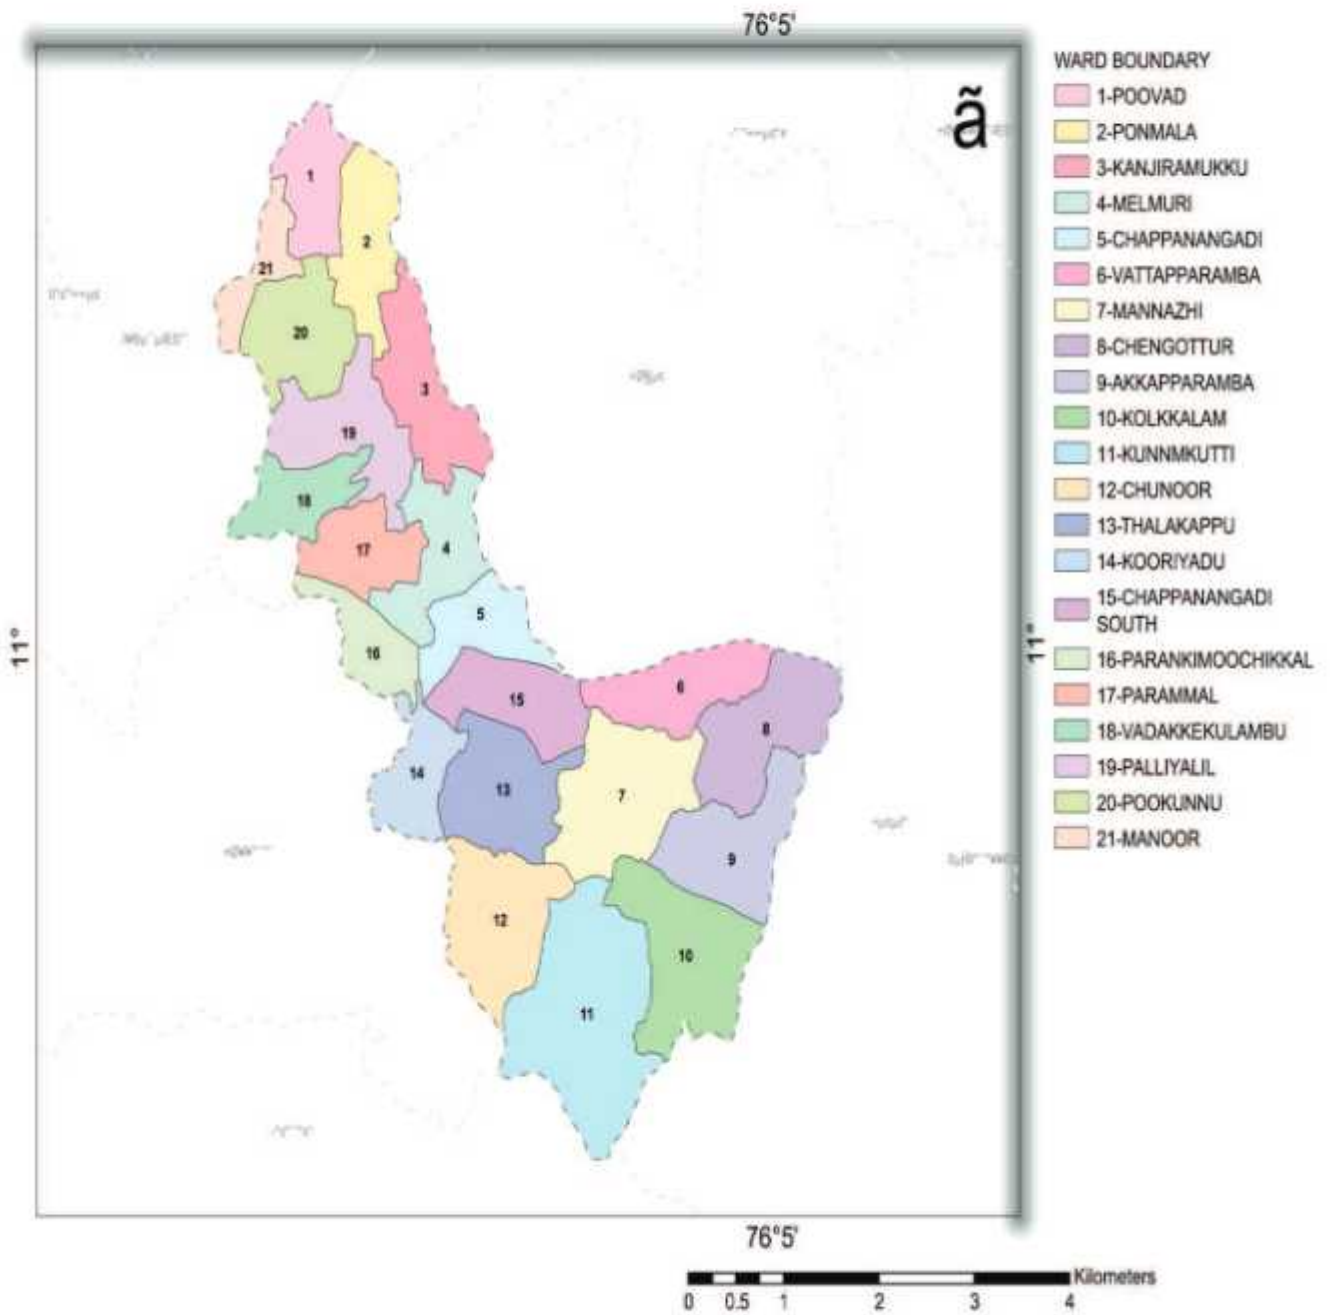 76°5'
ã
WARD BOUNDARY
1-POOVAD
2-PONMALA
3-KANJIRAMUKKU
4-MELMURI
5-CHAPPANANGADI
6-VATTAPPARAMBA
7-MANNAZHI
8-CHENGOTTUR
9-AKKAPPARAMBA
10-KOLKKALAM
11-KUNNMKUTTI
12-CHUNOOR
13-THALAKAPPU
14-KOORIYADU
15-CHAPPANANGADI
SOUTH
16-PARANKIMOOCHIKKAL
17-PARAMMAL
18-VADAKKEKULAMBU
19-PALLIYALIL
20-POOKUNNU
21-MANOOR
1
2
21
20
3
19
18
17
4
5
16
15
6
8
14
13
7
9
12
10
11
11°
11°
76°5'
Kilometers
0 0.5 1 2 3 4